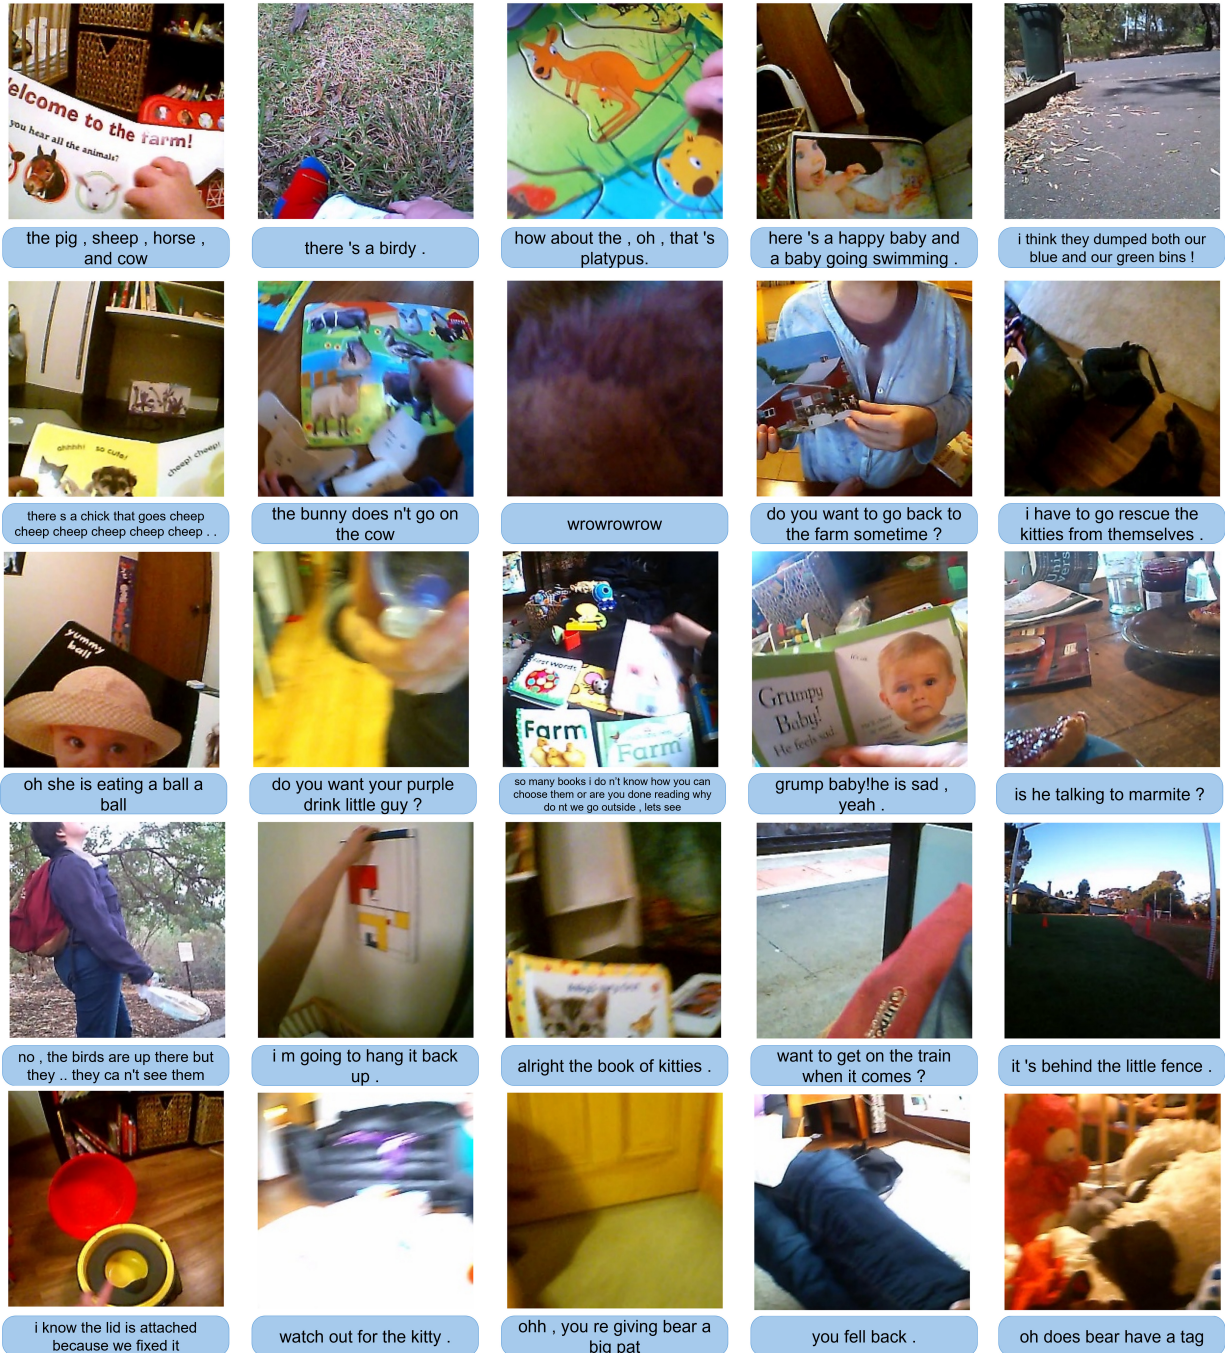 elcome to the farm!
you hear all the animals?
the pig , sheep , horse ,
and cow
there 's a birdy .
how about the , oh , that 's
platypus.
here 's a happy baby and
a baby going swimming .
i think they dumped both our
blue and our green bins !
ahhhh! so cute!
cheep! cheep!
there s a chick that goes cheep
cheep cheep cheep cheep cheep . .
the bunny does n't go on
the cow
wrowrowrow
do you want to go back to
the farm sometime ?
i have to go rescue the
kitties from themselves .
yummy
ball
oh she is eating a ball a
ball
do you want your purple
drink little guy ?
first words
Farm
Farm
so many books i do n't know how you can
choose them or are you done reading why
do nt we go outside , lets see
Grumpy
Baby!
He feels sad.
grump baby!he is sad ,
yeah .
is he talking to marmite ?
no , the birds are up there but
they .. they ca n't see them
i m going to hang it back
up .
alright the book of kitties .
want to get on the train
when it comes ?
it 's behind the little fence .
i know the lid is attached
because we fixed it
watch out for the kitty .
ohh , you re giving bear a
big pat
you fell back .
oh does bear have a tag